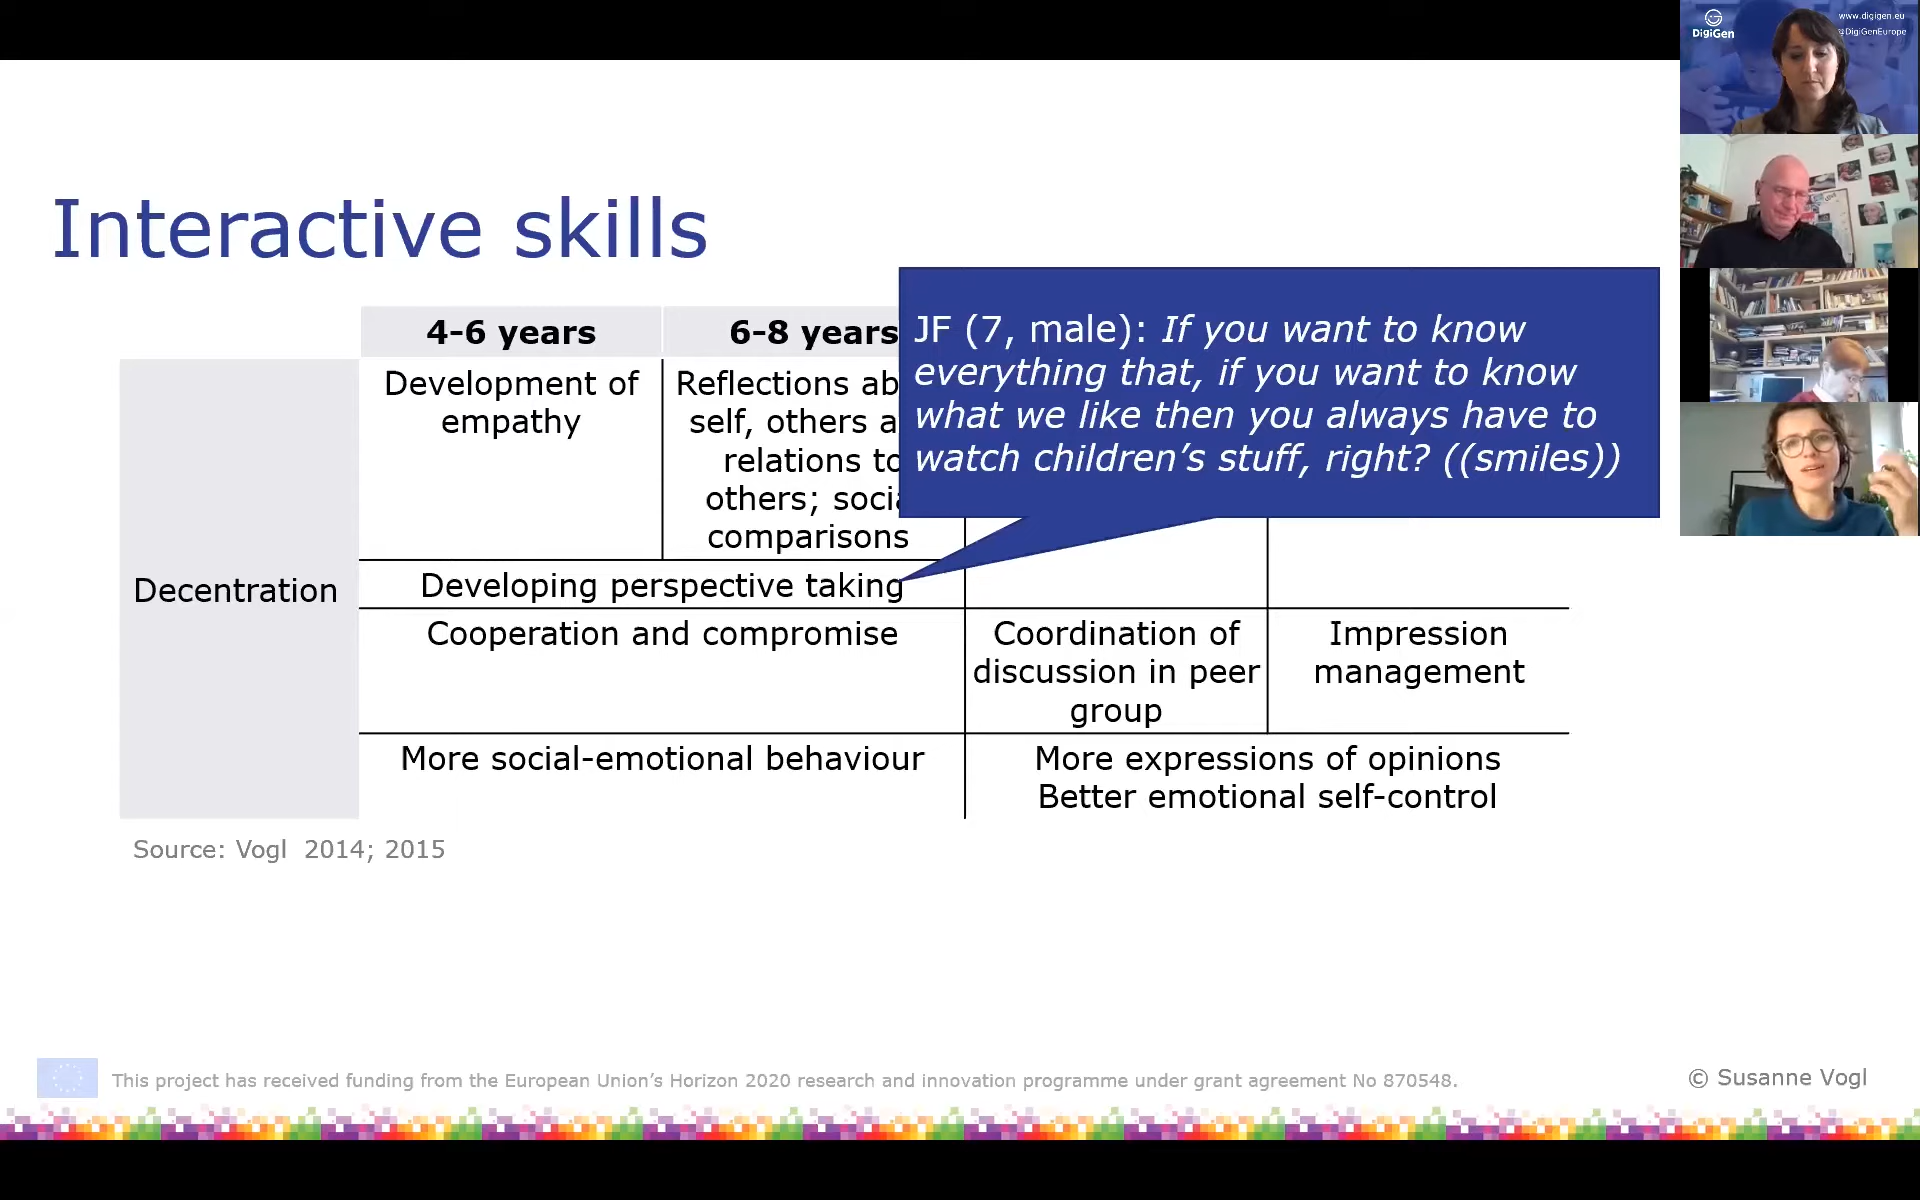 www.digigen.eu
@DigiGenEurope
DigiGen
Interactive skills
4-6 years
6-8 years
JF (7, male): If you want to know
everything that, if you want to know
what we like then you always have to
watch children's stuff, right? ((smiles))
Decentration
Development of
empathy
Reflections ab
self, others a
relations to
others; soci
comparisons
Developing perspective taking
Cooperation and compromise
Coordination of
discussion in peer
group
Impression
management
More social-emotional behaviour
More expressions of opinions
Better emotional self-control
Source: Vogl 2014; 2015
This project has received funding from the European Union's Horizon 2020 research and innovation programme under grant agreement No 870548.
© Susanne Vogl